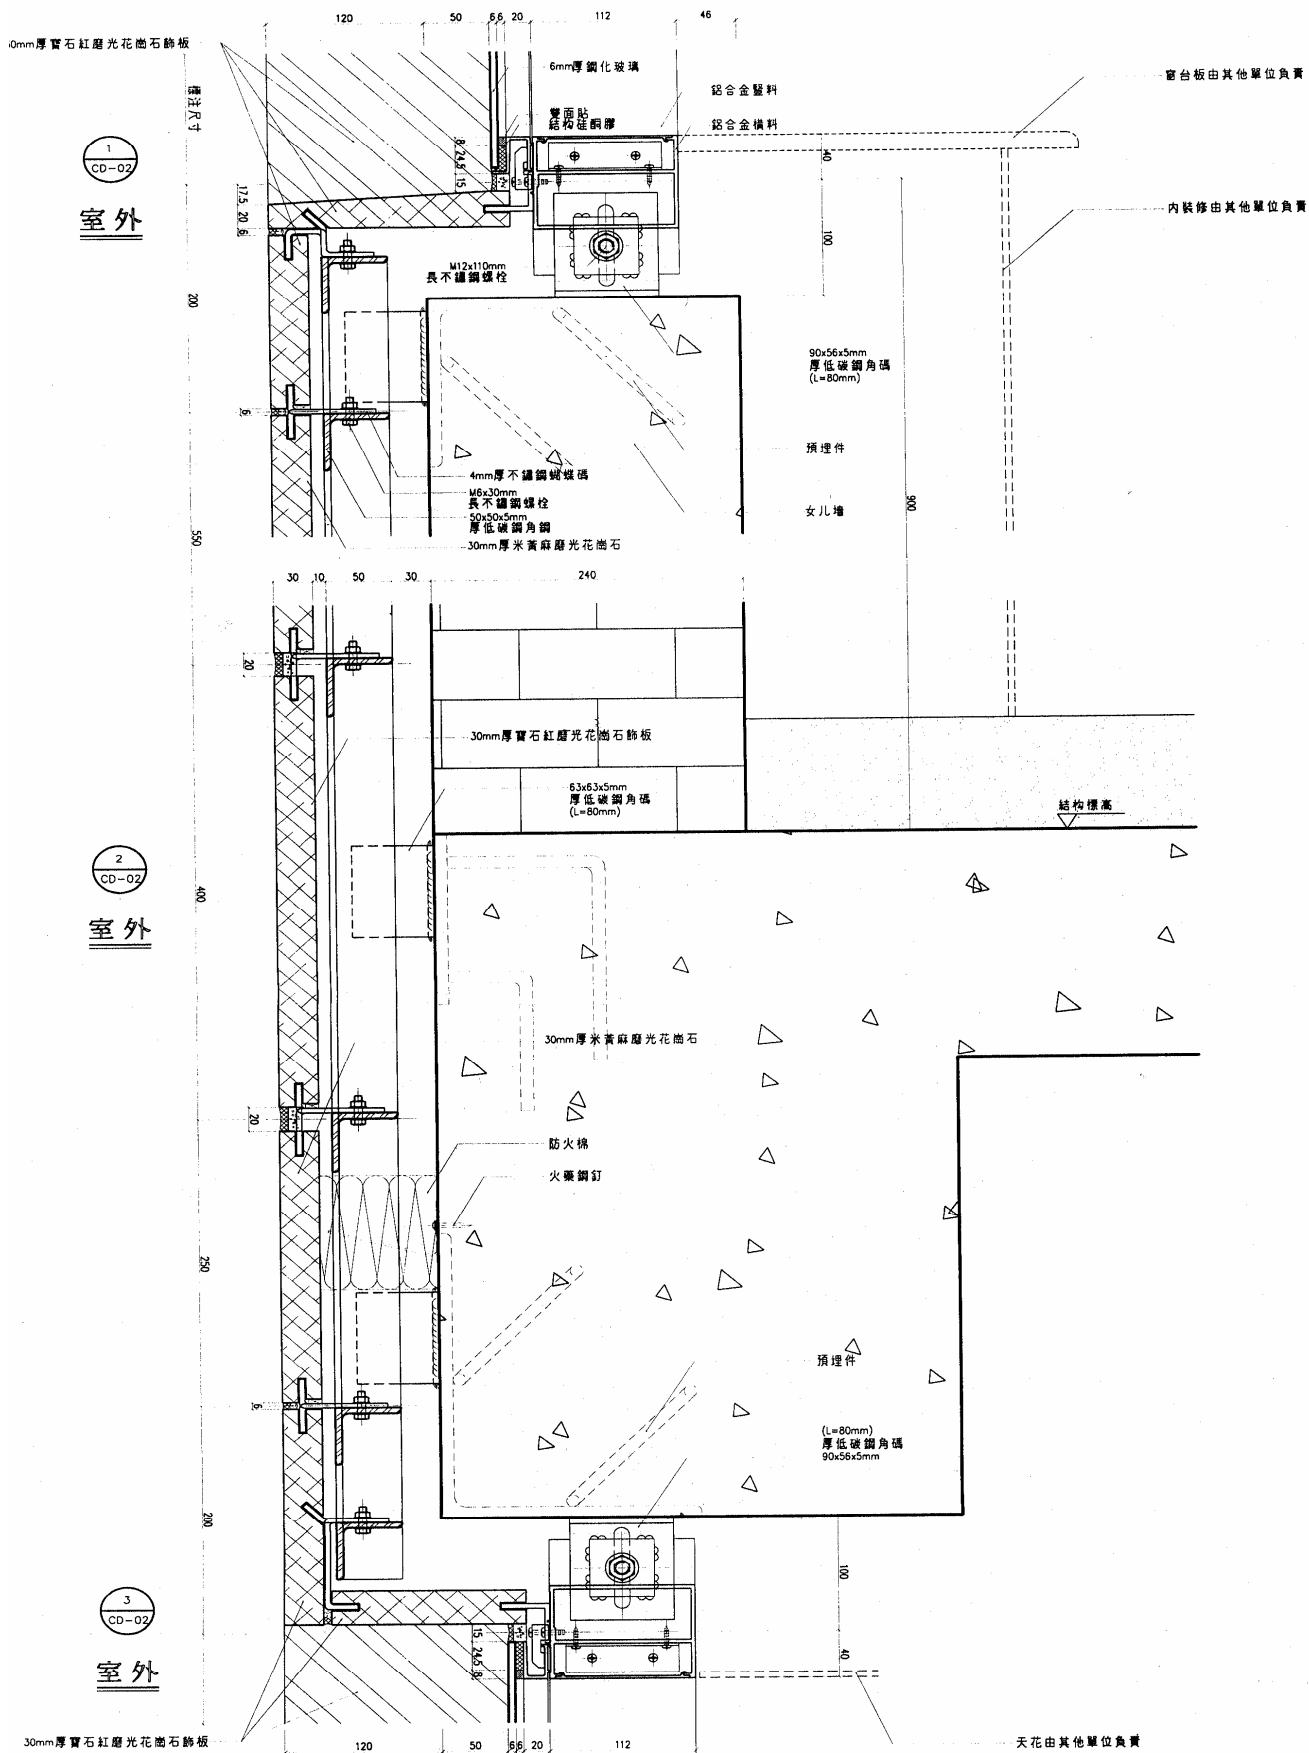 120
50
6
6
20
112
46
0mm厚寶石紅磨光花崗石飾板
6mm厚鋼化玻璃
窗台板由其他單位負責
鋁合金豎料
標注尺寸
雙面貼
結构硅酮膠
鋁合金橫料
1
CD-02
8
24.5
15
40
室外
17.5
20
6
內裝修由其他單位負責
100
M12x110mm
長不鏽鋼螺栓
200
90x56x5mm
厚低碳鋼角碼
(L=80mm)
6
預埋件
4mm厚不鏽鋼蝴蝶碼
M6x30mm
長不鏽鋼螺栓
50x50x5mm
厚低碳鋼角鋼
900
女儿墻
550
30mm厚米黃麻磨光花崗石
30
10
50
30
240
20
30mm厚寶石紅磨光花崗石飾板
63x63x5mm
厚低碳鋼角碼
(L=80mm)
結构標高
2
CD-02
400
室外
30mm厚米黃麻磨光花崗石
20
防火棉
火藥鋼釘
250
預埋件
6
(L=80mm)
厚低碳鋼角碼
90x56x5mm
200
100
3
CD-02
15
24.5
8
40
室外
30mm厚寶石紅磨光花崗石飾板
120
50
6
6
20
112
天花由其他單位負責